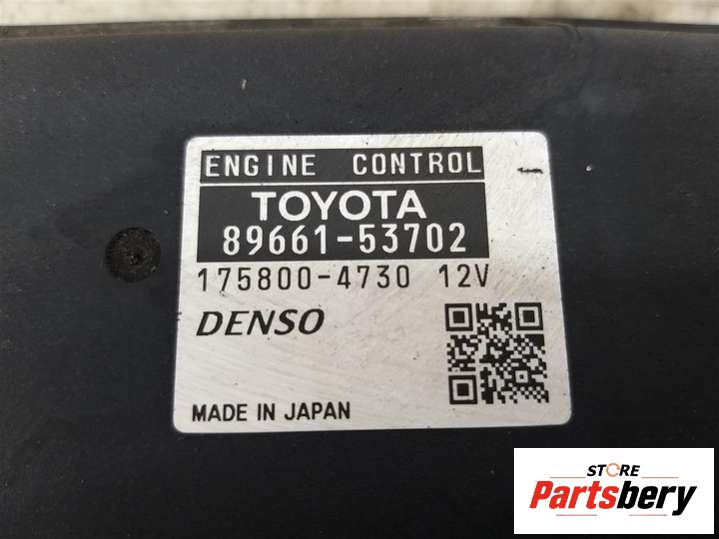 ENGINE CONTROL
TOYOTA
89661-53702
175800-4730 12V
DENSO
MADE IN JAPAN
STORE
Partsbery